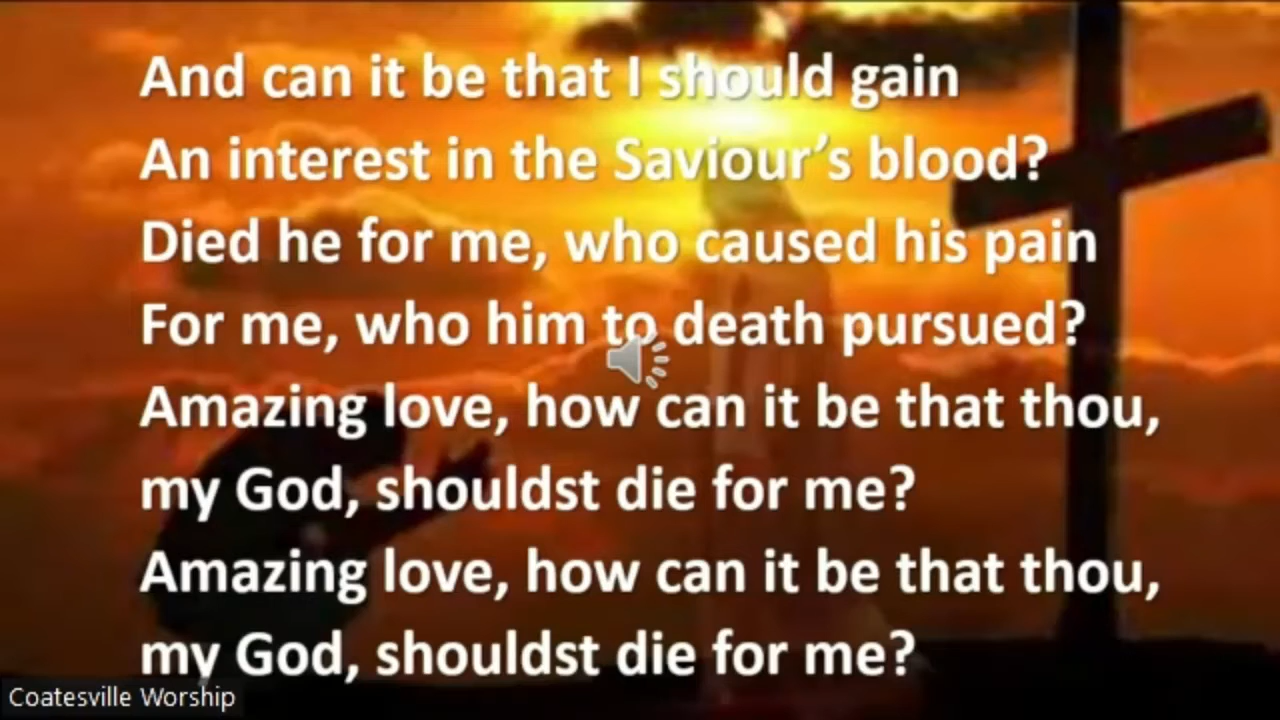 And can it be that I should gain
An interest in the Saviour’s blood?
Died he for me, who caused his pain
For me, who him to death pursued?
Amazing love, how can it be that thou,
my God, shouldst die for me?
Amazing love, how can it be that thou,
my God, shouldst die for me?
Coatesville Worship